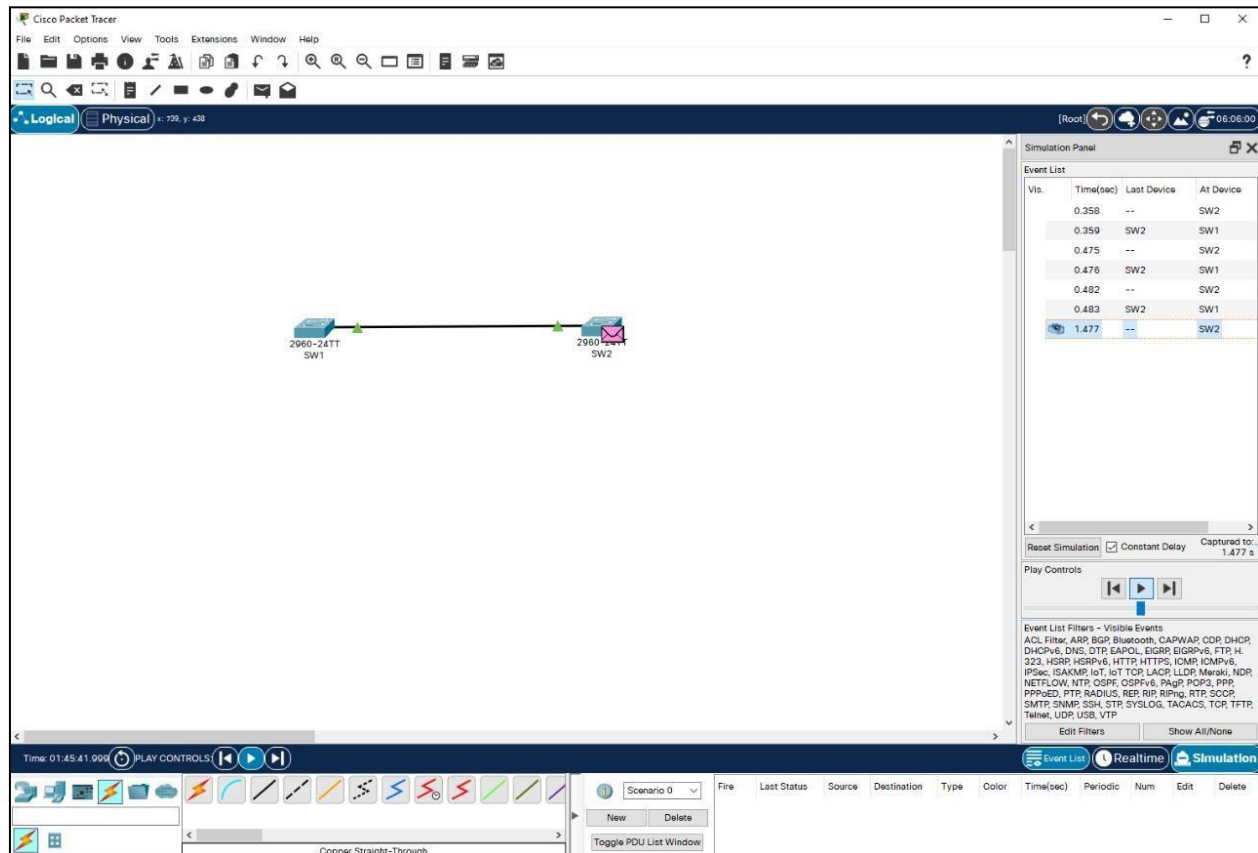 Cisco Packet Tracer
File Edit Options View Tools Extensions Window Help
?
Logical Physical x: 739, y: 438
[Root] 06:06:00
Simulation Panel
Event List
Vis. Time(sec) Last Device At Device
0.358 -- SW2
0.359 SW2 SW1
0.475 -- SW2
0.476 SW2 SW1
0.482 -- SW2
0.483 SW2 SW1
1.477 -- SW2
2960-24TT
SW1
2960-24TT
SW2
Reset Simulation Constant Delay Captured to:
1.477 s
Play Controls
Event List Filters - Visible Events
ACL Filter, ARP, BGP, Bluetooth, CAPWAP, CDP, DHCP,
DHCPv6, DNS, DTP, EAPOL, EIGRP, EIGRPv6, FTP, H.
323, HSRP, HSRPv6, HTTP, HTTPS, ICMP, ICMPv6,
IPSec, ISAKMP, IoT, IoT TCP, LACP, LLDP, Meraki, NDP,
NETFLOW, NTP, OSPF, OSPFv6, PAgP, POP3, PPP,
PPPoED, PTP, RADIUS, REP, RIP, RIPng, RTP, SCCP,
SMTP, SNMP, SSH, STP, SYSLOG, TACACS, TCP, TFTP,
Telnet, UDP, USB, VTP
Edit Filters Show All/None
Time: 01:45:41.999 PLAY CONTROLS:
Event List Realtime Simulation
Scenario 0
Fire Last Status Source Destination Type Color Time(sec) Periodic Num Edit Delete
New Delete
Toggle PDU List Window
Copper Straight-Through